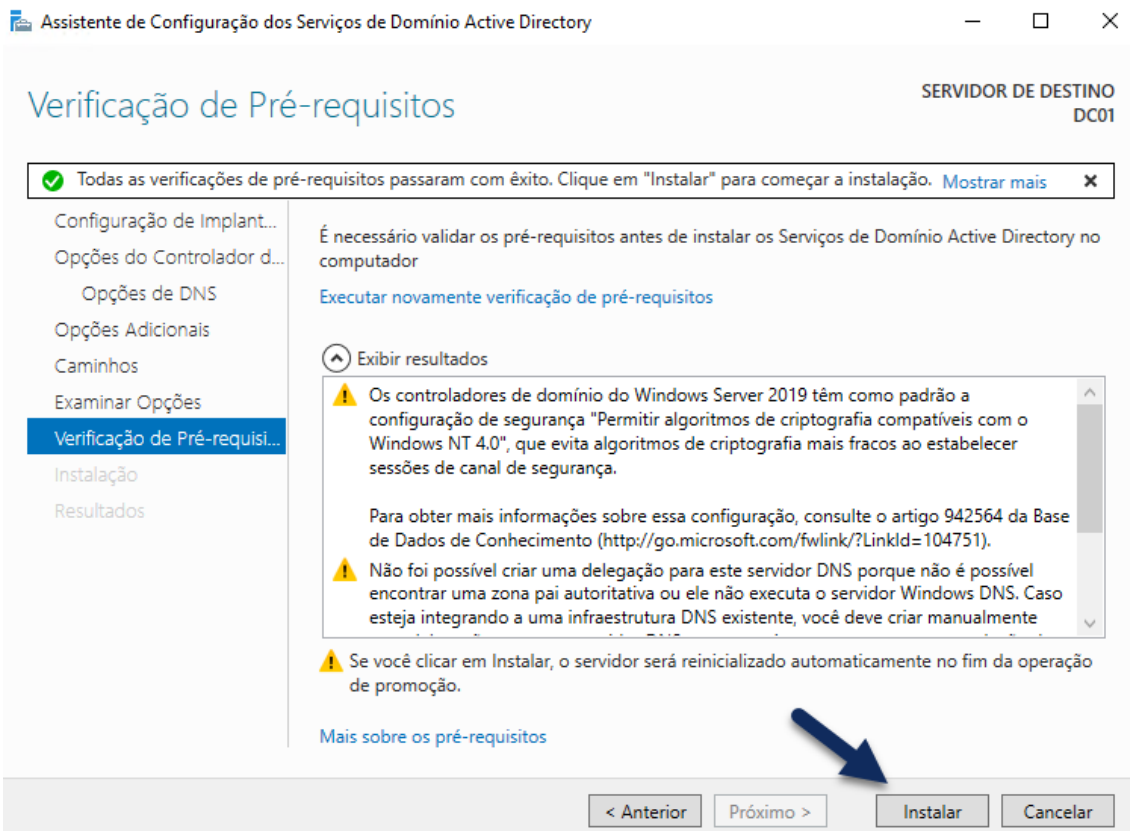 Assistente de Configuração dos Serviços de Domínio Active Directory
Verificação de Pré-requisitos
SERVIDOR DE DESTINO
DC01
Todas as verificações de pré-requisitos passaram com êxito. Clique em "Instalar" para começar a instalação. Mostrar mais
Configuração de Implant...
Opções do Controlador d...
Opções de DNS
Opções Adicionais
Caminhos
Examinar Opções
Verificação de Pré-requisi...
Instalação
Resultados
É necessário validar os pré-requisitos antes de instalar os Serviços de Domínio Active Directory no
computador
Executar novamente verificação de pré-requisitos
Exibir resultados
Os controladores de domínio do Windows Server 2019 têm como padrão a
configuração de segurança "Permitir algoritmos de criptografia compatíveis com o
Windows NT 4.0", que evita algoritmos de criptografia mais fracos ao estabelecer
sessões de canal de segurança.
Para obter mais informações sobre essa configuração, consulte o artigo 942564 da Base
de Dados de Conhecimento (http://go.microsoft.com/fwlink/?LinkId=104751).
Não foi possível criar uma delegação para este servidor DNS porque não é possível
encontrar uma zona pai autoritativa ou ele não executa o servidor Windows DNS. Caso
esteja integrando a uma infraestrutura DNS existente, você deve criar manualmente
Se você clicar em Instalar, o servidor será reinicializado automaticamente no fim da operação
de promoção.
Mais sobre os pré-requisitos
< Anterior
Próximo >
Instalar
Cancelar